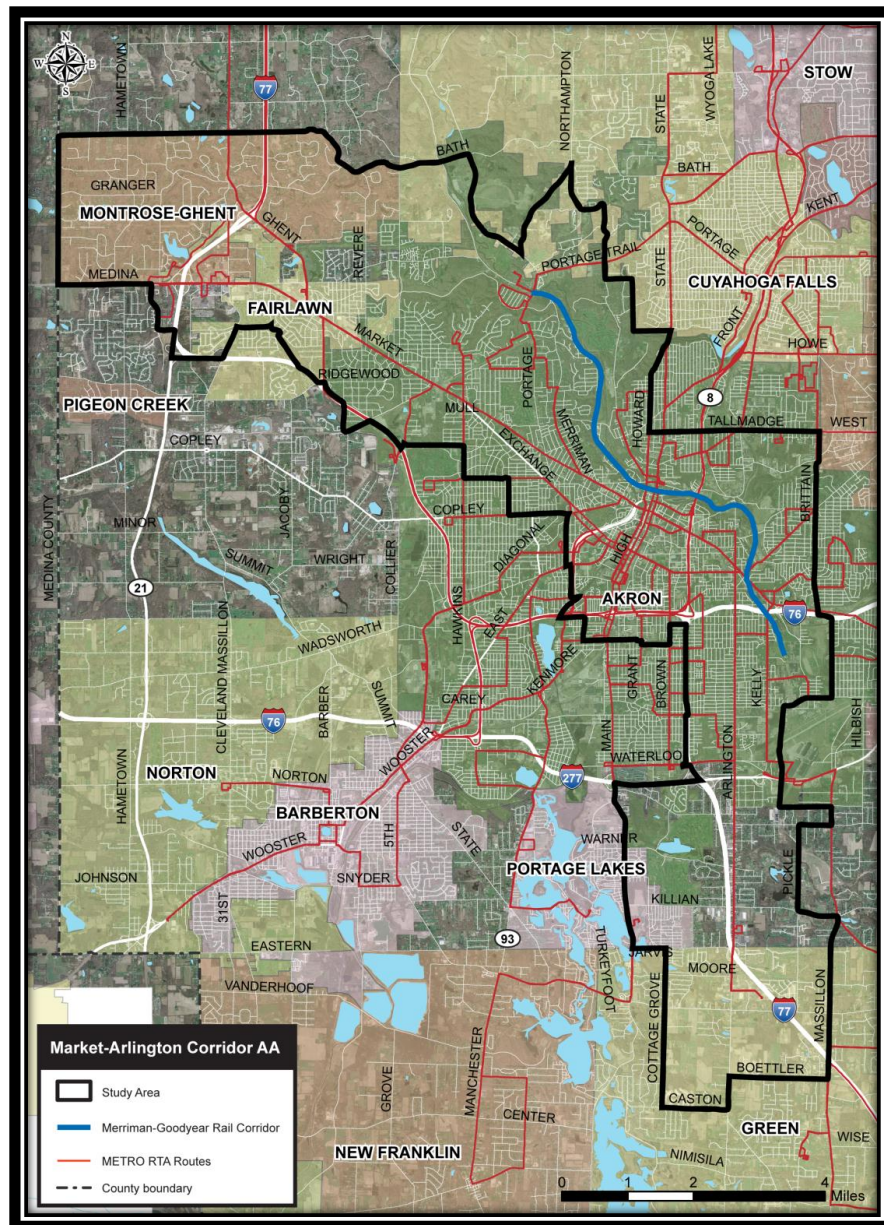 N
W E
S
HAMETOWN
77
NORTHAMPTON
STATE
WYOGA LAKE
STOW
BATH
BATH
GRANGER
MONTROSE-GHENT
GHENT
REVERE
KENT
PORTAGE
PORTAGE TRAIL
STATE
MEDINA
FAIRLAWN
CUYAHOGA FALLS
FRONT
HOWE
MARKET
RIDGEWOOD
PORTAGE
8
PIGEON CREEK
MULL
MERRIMAN
HOWARD
TALLMADGE
WEST
COPLEY
EXCHANGE
BRITTAIN
MEDINA COUNTY
MINOR
JACOBY
COPLEY
DIAGONAL
SUMMIT
WRIGHT
COLLIER
HIGH
21
HAWKINS
EAST
AKRON
76
WADSWORTH
CLEVELAND MASSILLON
BARBER
SUMMIT
CAREY
KENMORE
GRANT
BROWN
KELLY
76
WOOSTER
MAIN
WATERLOO
ARLINGTON
HILBISH
HAMETOWN
NORTON
NORTON
277
BARBERTON
5TH
STATE
WARNER
WOOSTER
PORTAGE LAKES
PICKLE
JOHNSON
SNYDER
KILLIAN
31ST
93
EASTERN
TURKEYFOOT
JARVIS
MOORE
VANDERHOOF
COTTAGE GROVE
77
MASSILLON
MANCHESTER
BOETTLER
GROVE
CASTON
CENTER
GREEN
WISE
NEW FRANKLIN
NIMISILA
Market-Arlington Corridor AA
Study Area
Merriman-Goodyear Rail Corridor
METRO RTA Routes
County boundary
0 1 2 4
Miles